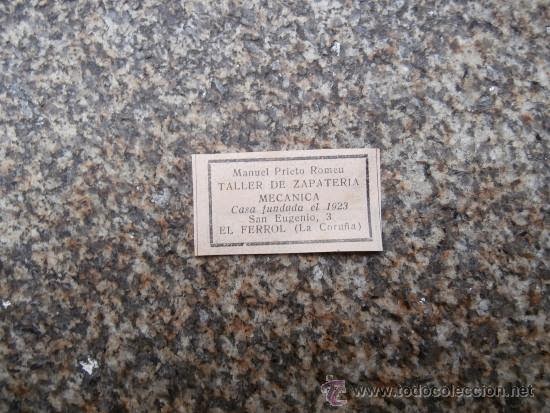 Manuel Prieto Romeu
TALLER DE ZAPATERIA
MECANICA
Casa fundada el 1923
San Eugenio, 3
EL FERROL (La Coruña)
© www.todocoleccion.net